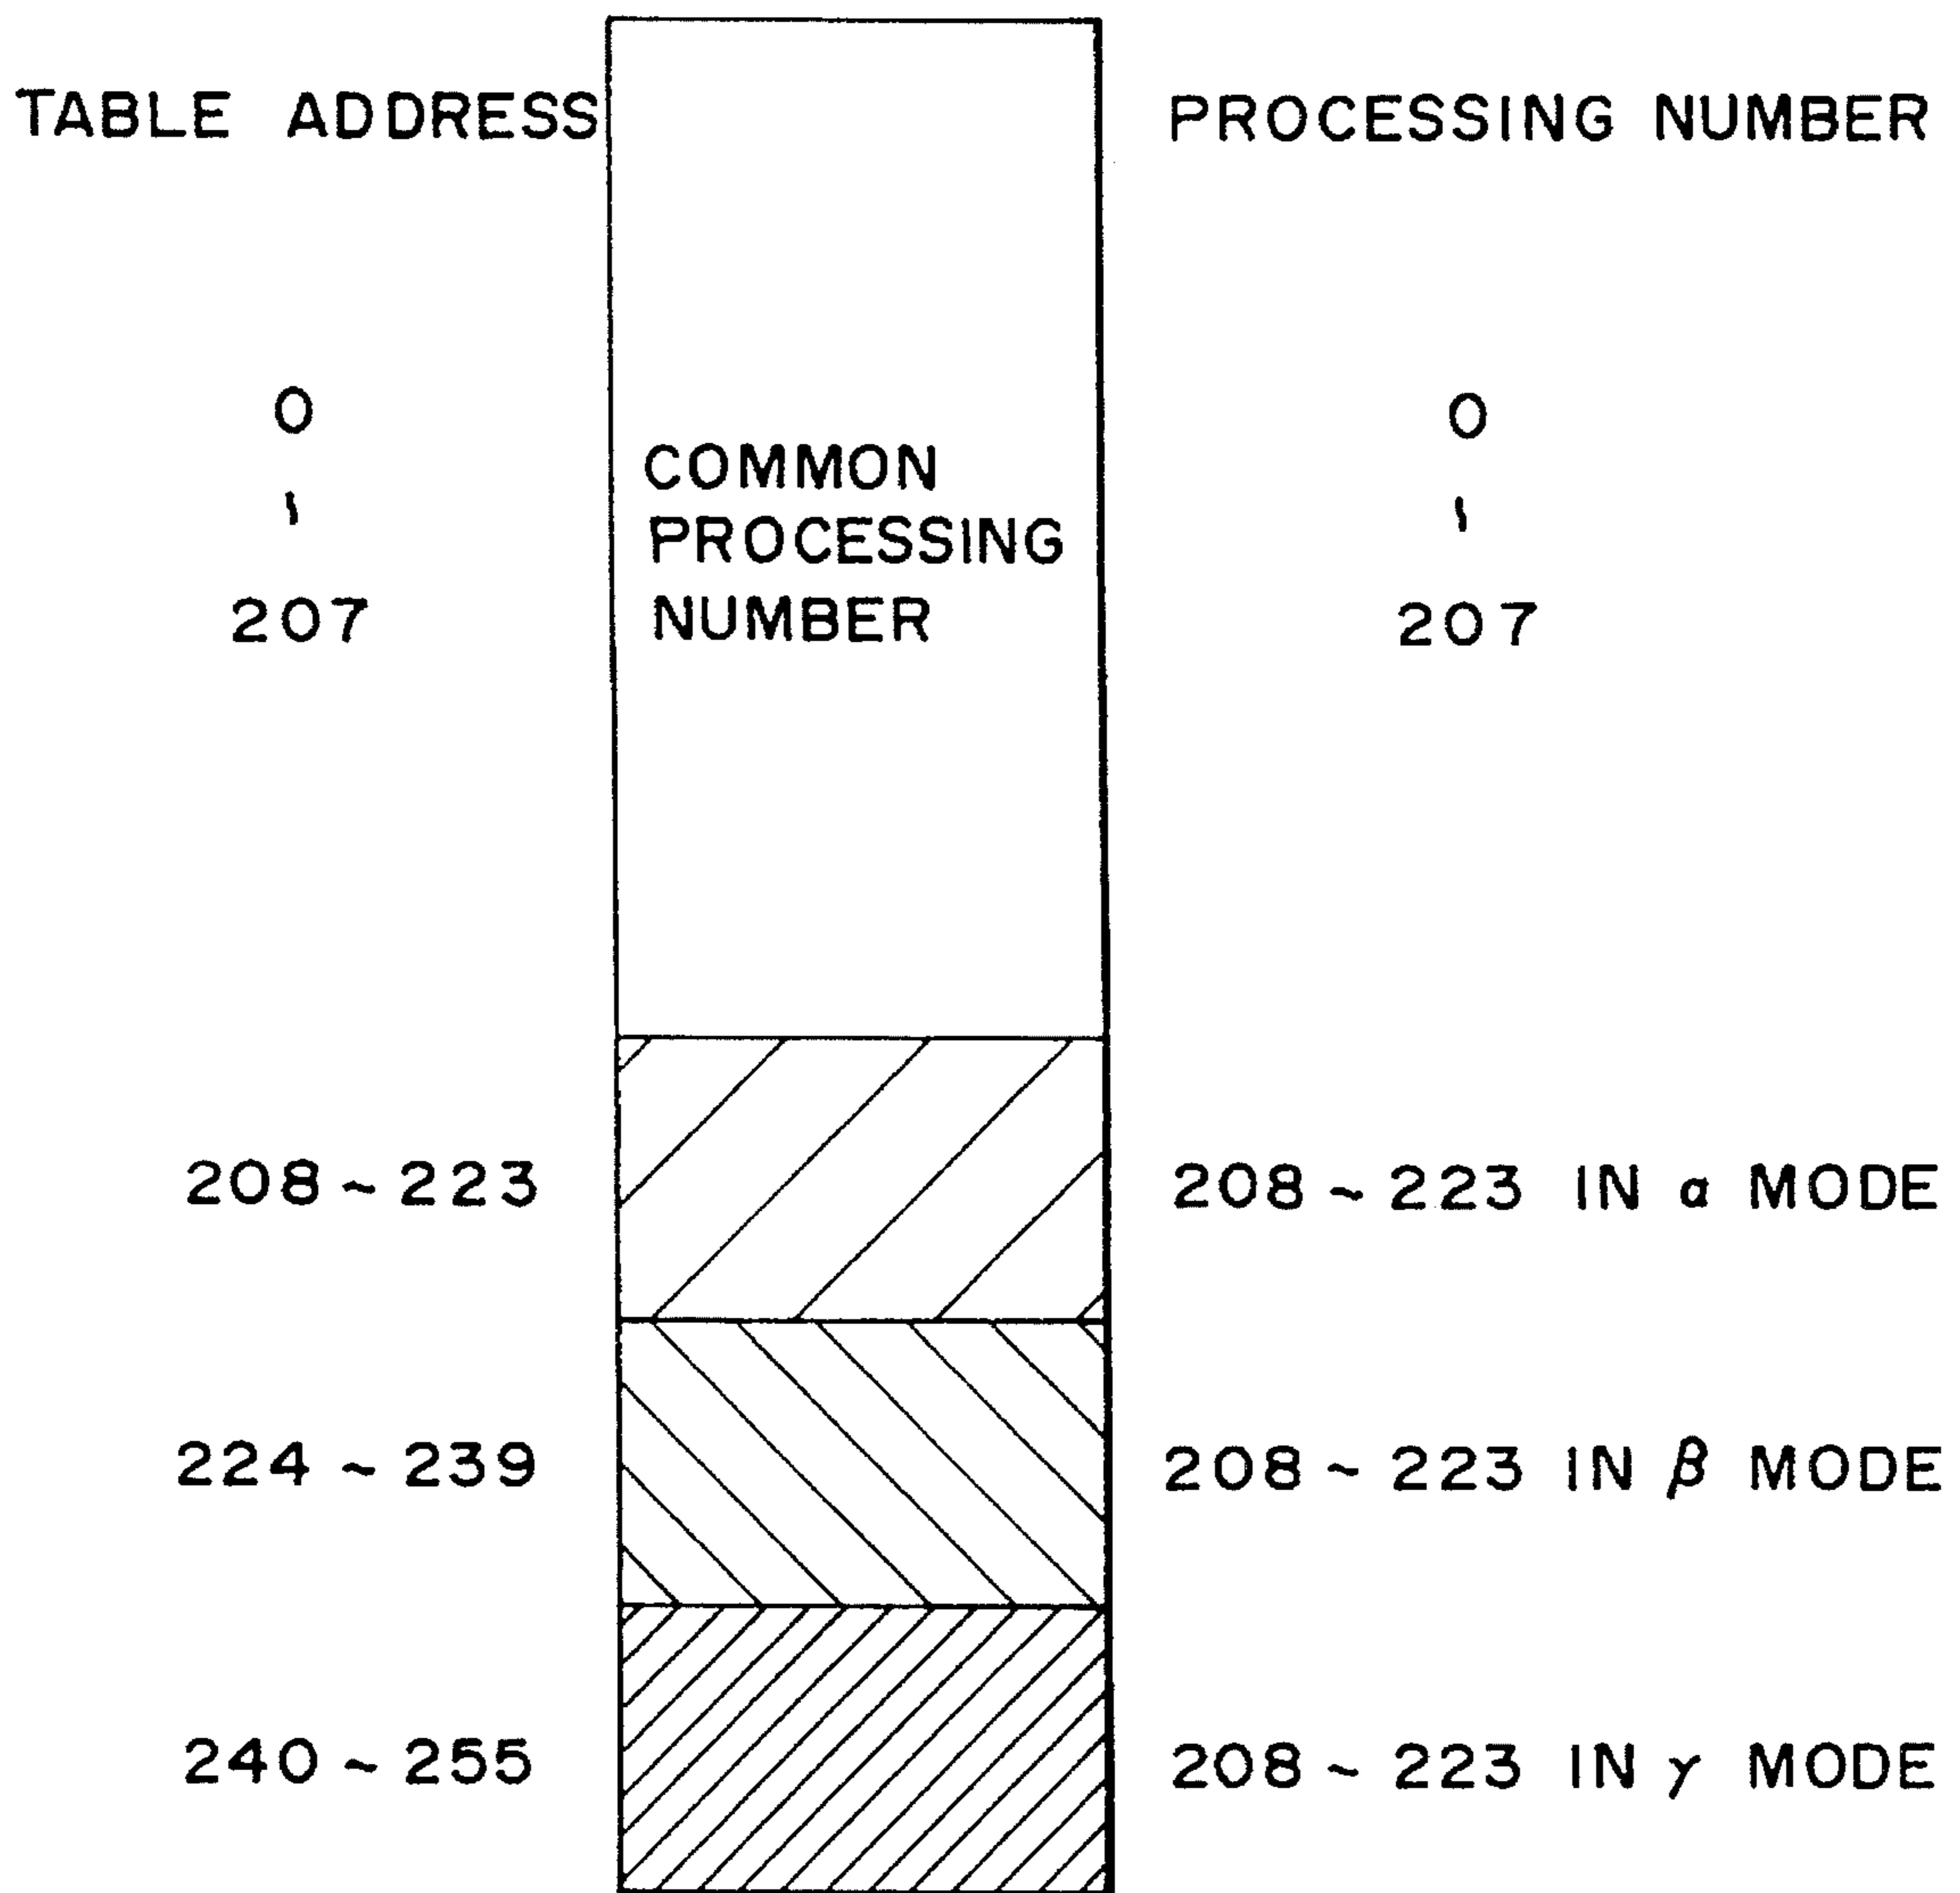 TABLE ADDRESS
PROCESSING NUMBER
0
~
207
COMMON
PROCESSING
NUMBER
0
~
207
208~223
208~223 IN α MODE
224~239
208~223 IN β MODE
240~255
208~223 IN γ MODE